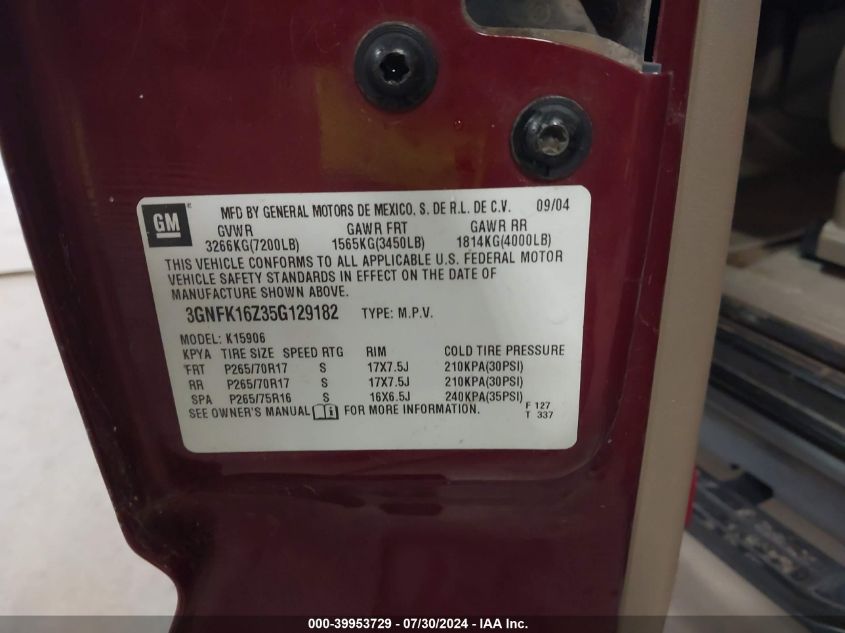 GM
MFD BY GENERAL MOTORS DE MEXICO, S. DE R.L. DE C.V. 09/04
GVWR GAWR FRT GAWR RR
3266KG(7200LB) 1565KG(3450LB) 1814KG(4000LB)
THIS VEHICLE CONFORMS TO ALL APPLICABLE U.S. FEDERAL MOTOR
VEHICLE SAFETY STANDARDS IN EFFECT ON THE DATE OF
MANUFACTURE SHOWN ABOVE.
3GNFK16Z35G129182 TYPE: M.P.V.
MODEL: K15906
KPYA TIRE SIZE SPEED RTG RIM COLD TIRE PRESSURE
FRT P265/70R17 S 17X7.5J 210KPA(30PSI)
RR P265/70R17 S 17X7.5J 210KPA(30PSI)
SPA P265/75R16 S 16X6.5J 240KPA(35PSI)
SEE OWNER'S MANUAL FOR MORE INFORMATION. F 127
T 337
000-39953729 / 07/30/2024 - IAA Inc.